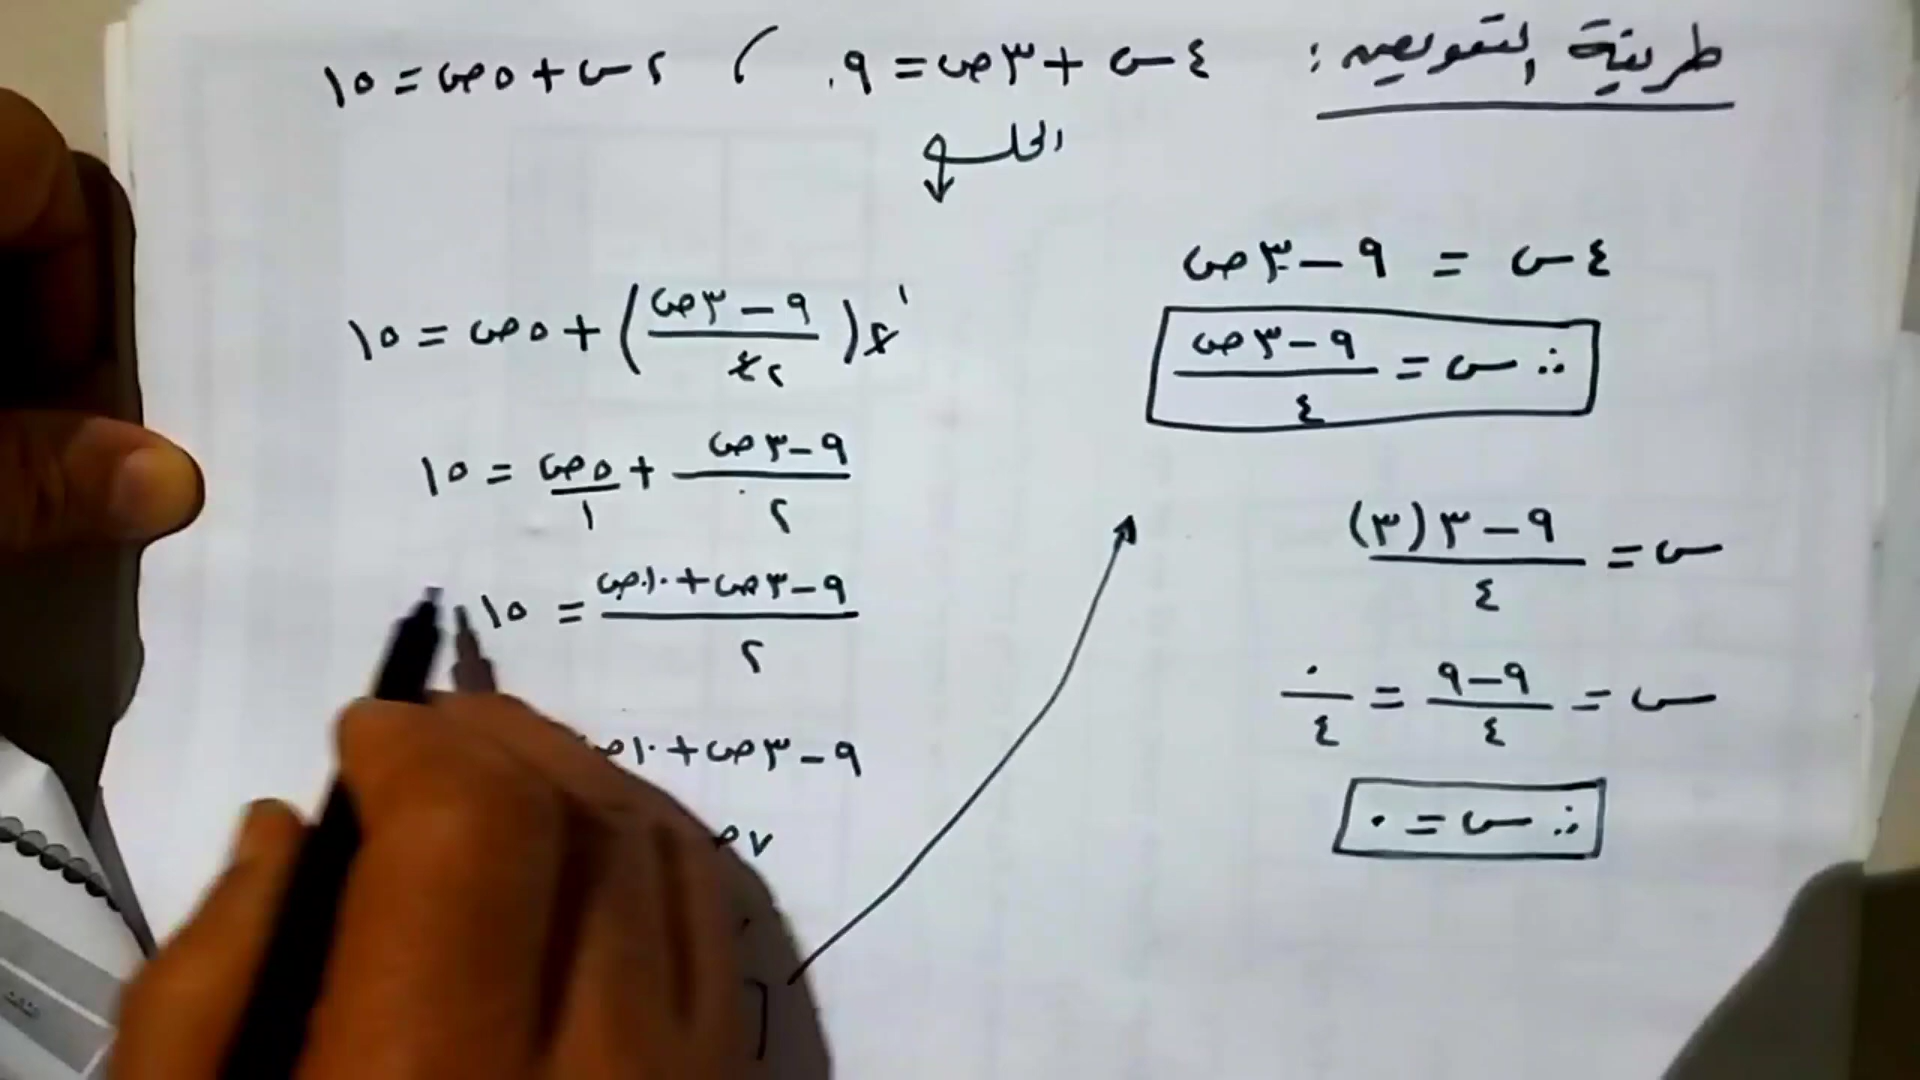 طريقة التعويض: ٤س + ٣ص = ٩ ، ٢س + ٥ص = ١٥
الحل
٤س = ٩ - ٣ص
∴ س = (٩ - ٣ص)/٤
س = (٩ - ٣(٣))/٤
س = (٩ - ٩)/٤ = ٠/٤
∴ س = ٠
٢((٩ - ٣ص)/٤) + ٥ص = ١٥
(٩ - ٣ص)/٢ + ٥ص/١ = ١٥
(٩ - ٣ص + ١٠ص)/٢ = ١٥
٩ - ٣ص + ١٠ص
٧ص